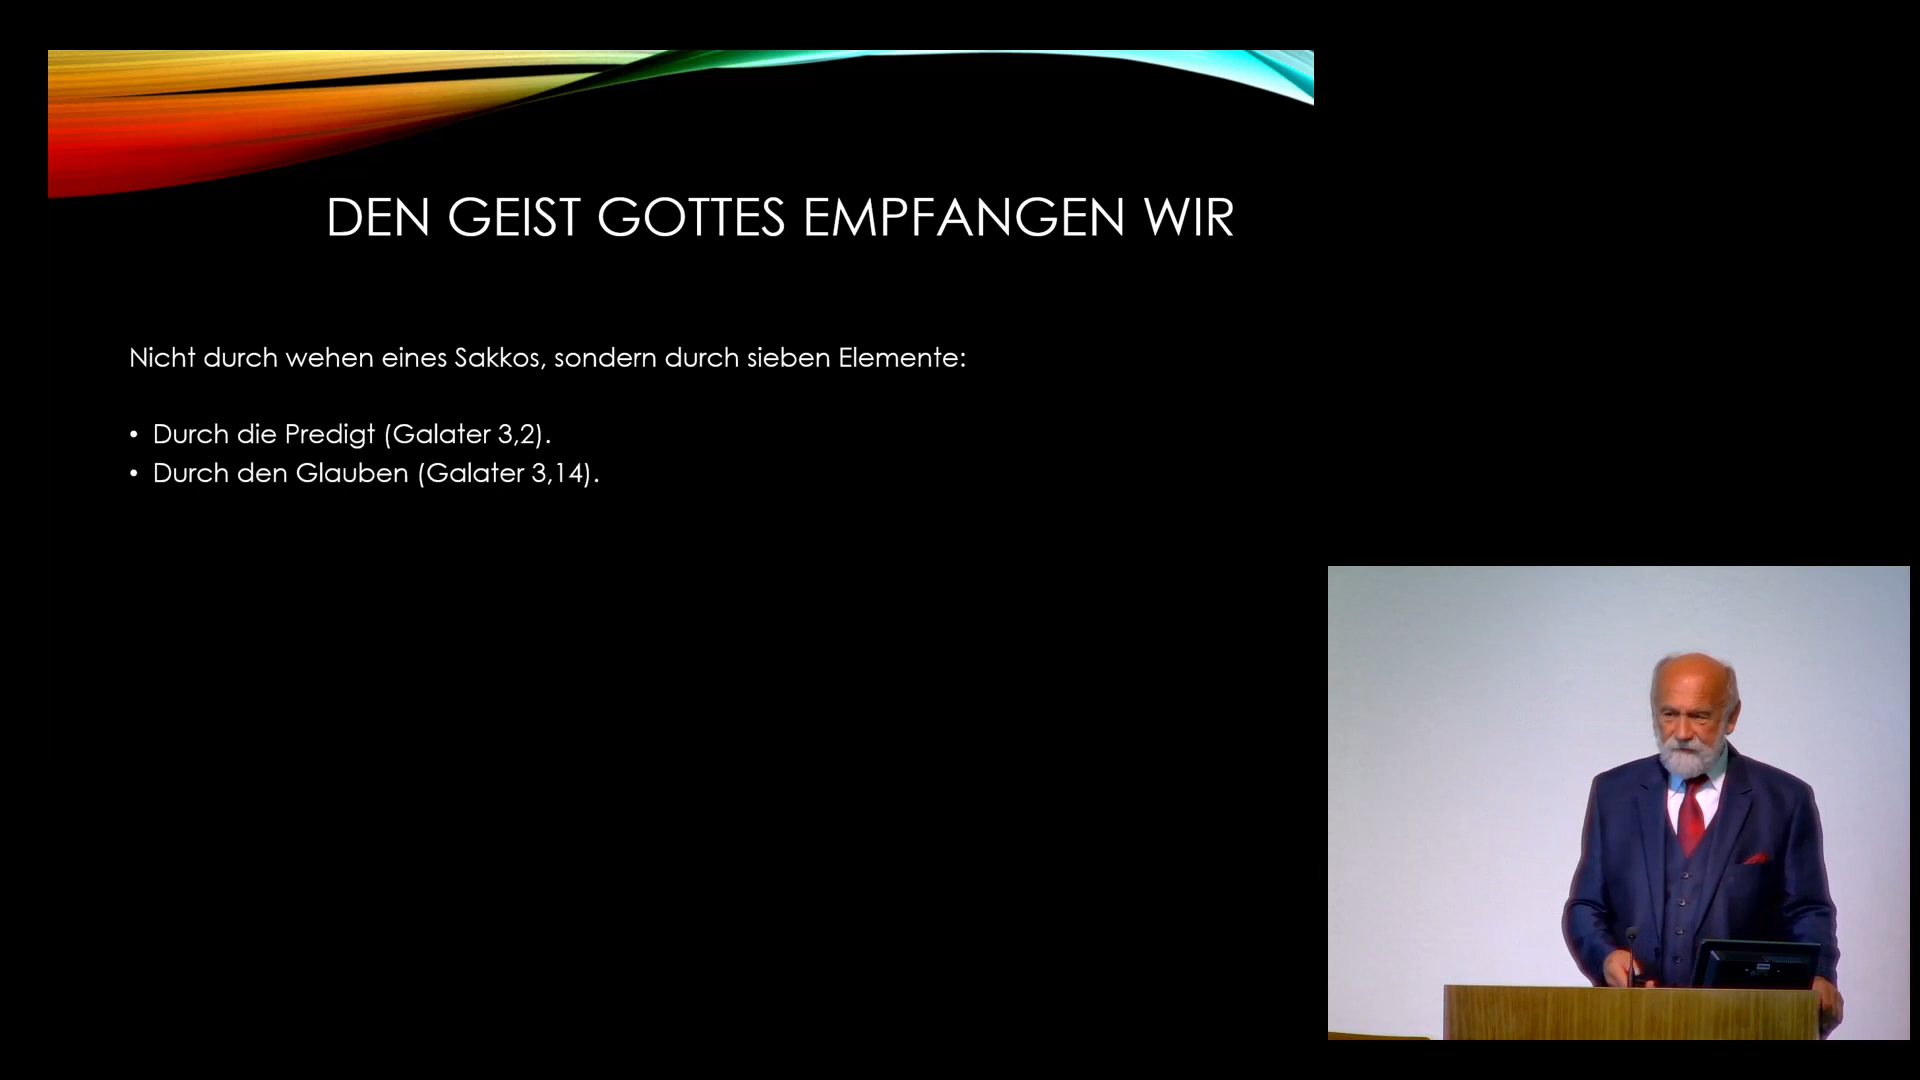 DEN GEIST GOTTES EMPFANGEN WIR
Nicht durch wehen eines Sakkos, sondern durch sieben Elemente:
• Durch die Predigt (Galater 3,2).
• Durch den Glauben (Galater 3,14).